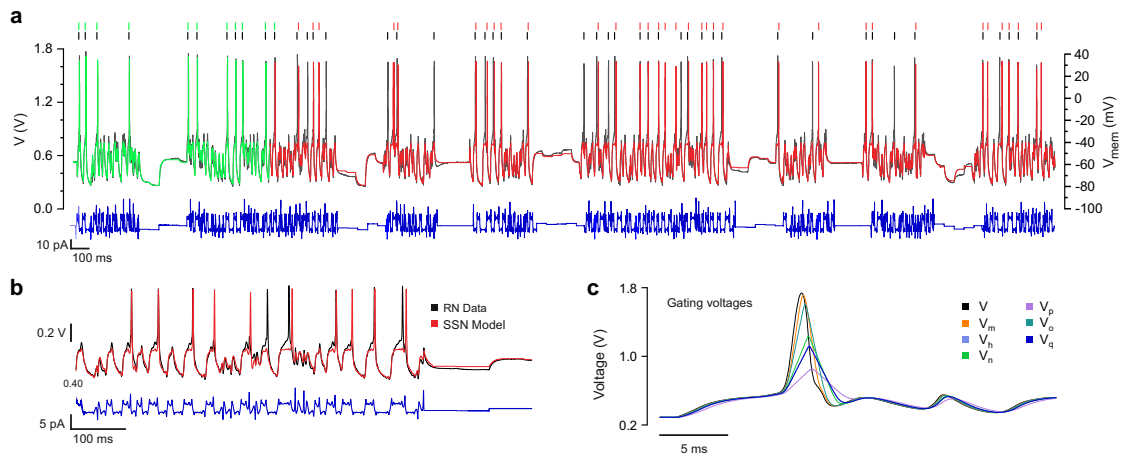 a
1.8
1.2
0.6
0.0
V (V)
40
20
0
-20
-40
-60
-80
-100
V_mem (mV)
10 pA
100 ms
b
0.2 V
0.40
RN Data
SSN Model
5 pA
100 ms
c
Gating voltages
1.8
1.0
0.2
Voltage (V)
V
V_m
V_h
V_n
V_p
V_o
V_q
5 ms